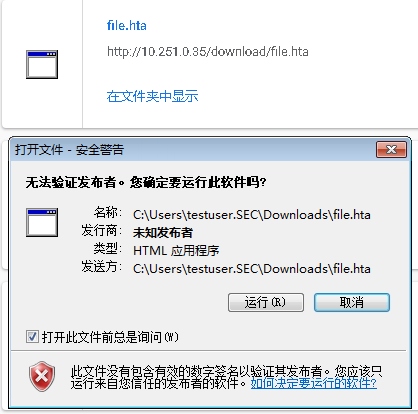 file.hta
http://10.251.0.35/download/file.hta
在文件夹中显示
打开文件 - 安全警告
无法验证发布者。您确定要运行此软件吗?
名称: C:\Users\testuser.SEC\Downloads\file.hta
发行商: 未知发布者
类型: HTML 应用程序
发送方: C:\Users\testuser.SEC\Downloads\file.hta
运行(R) 取消
打开此文件前总是询问(W)
此文件没有包含有效的数字签名以验证其发布者。您应该只
运行来自您信任的发布者的软件。如何决定要运行的软件?